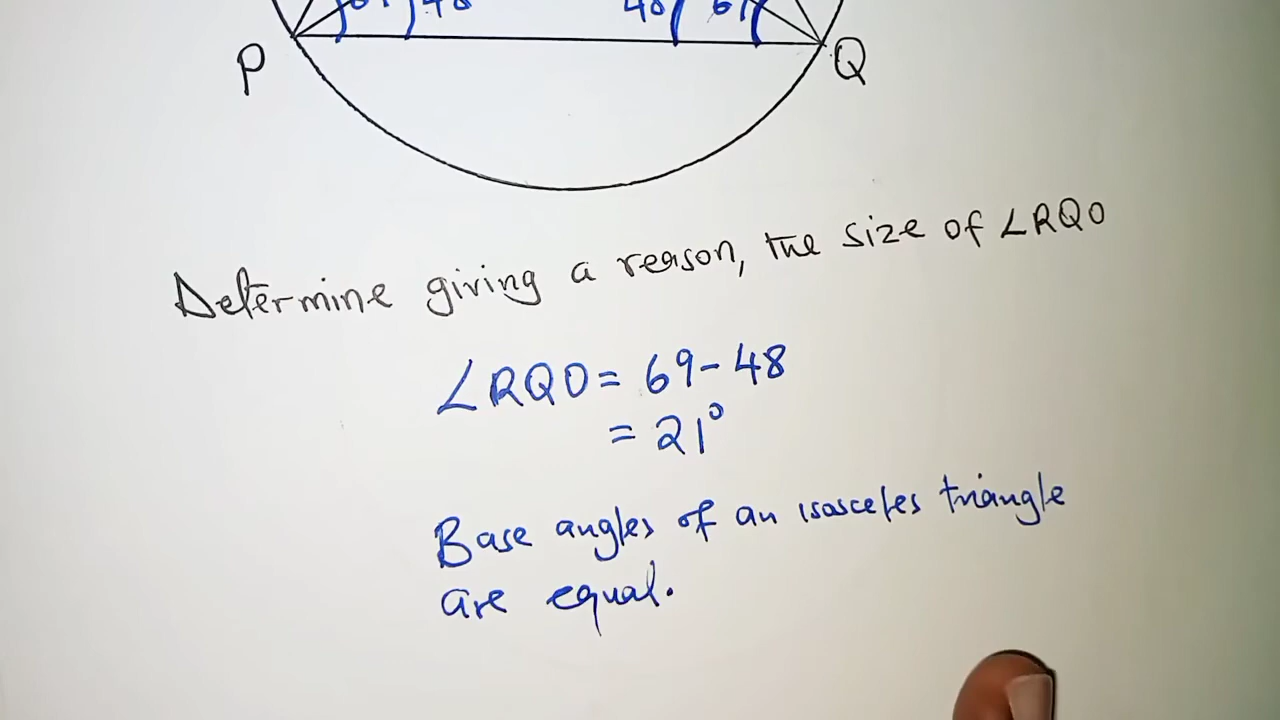 48
P
Q
Determine giving a reason, the size of ∠RQO
∠RQO = 69 - 48
= 21°
Base angles of an isosceles triangle
are equal.